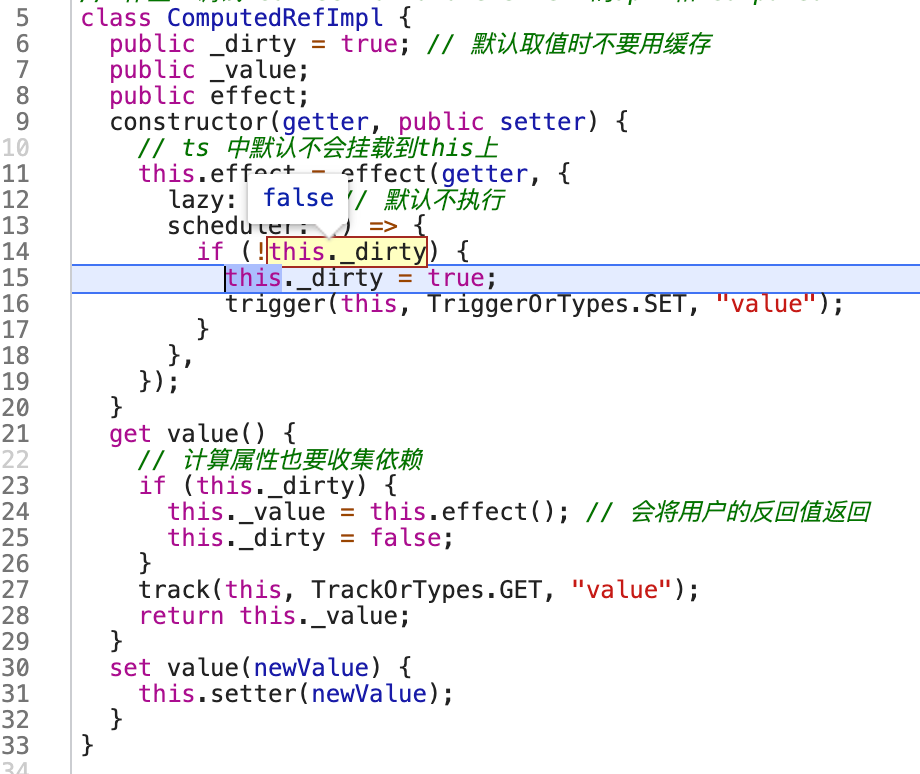 5 class ComputedRefImpl {
6 public _dirty = true; // 默认取值时不要用缓存
7 public _value;
8 public effect;
9 constructor(getter, public setter) {
10 // ts 中默认不会挂载到this上
11 this.effect = effect(getter, {
12 lazy: // 默认不执行
false
13 scheduler: () => {
14 if (!this._dirty) {
15 this._dirty = true;
16 trigger(this, TriggerOrTypes.SET, "value");
17 }
18 },
19 });
20 }
21 get value() {
22 // 计算属性也要收集依赖
23 if (this._dirty) {
24 this._value = this.effect(); // 会将用户的反回值返回
25 this._dirty = false;
26 }
27 track(this, TrackOrTypes.GET, "value");
28 return this._value;
29 }
30 set value(newValue) {
31 this.setter(newValue);
32 }
33 }
34